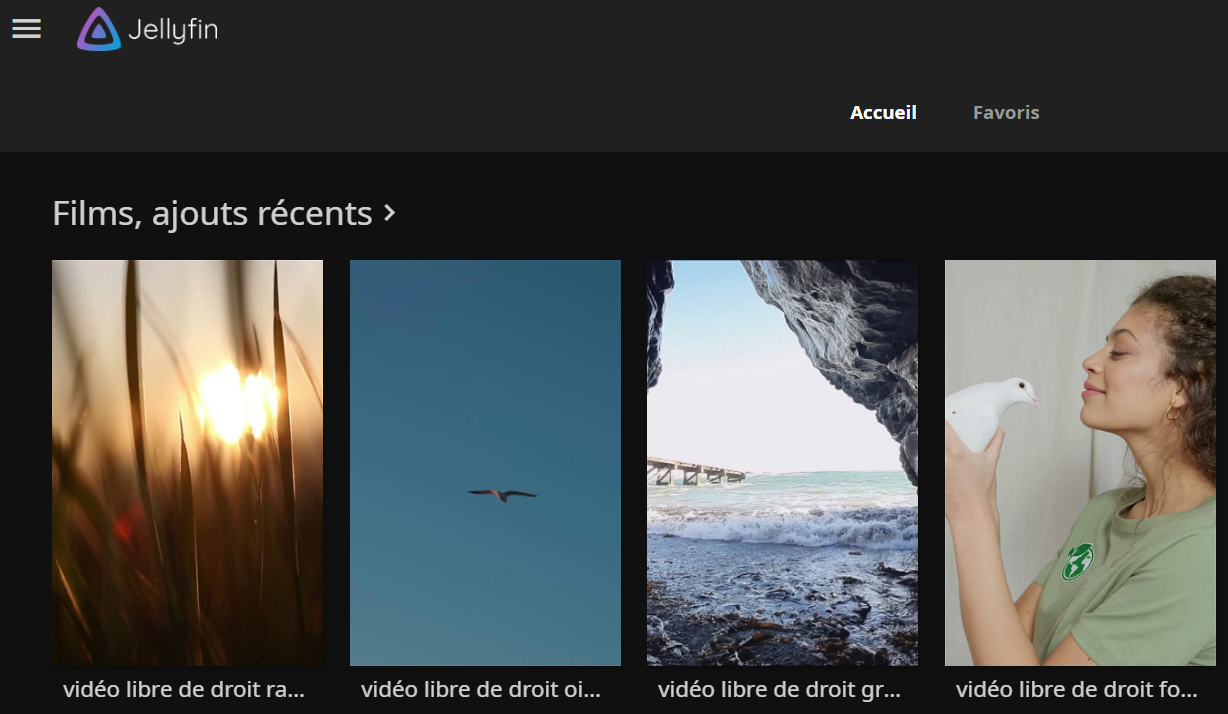 Jellyfin
Accueil
Favoris
Films, ajouts récents
vidéo libre de droit ra...
vidéo libre de droit oi...
vidéo libre de droit gr...
vidéo libre de droit fo...